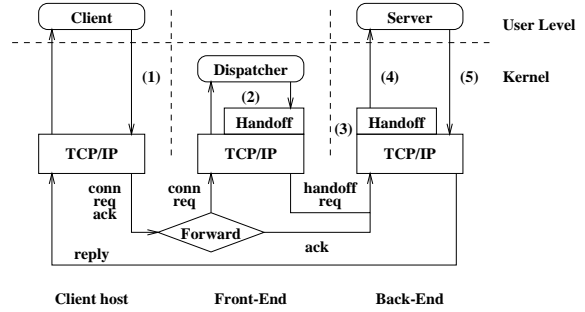 Client
Server
User Level
Dispatcher
Kernel
(1)
(2)
(4)
(5)
Handoff
(3)
Handoff
TCP/IP
TCP/IP
TCP/IP
conn
req
ack
conn
req
handoff
req
Forward
reply
ack
Client host
Front-End
Back-End